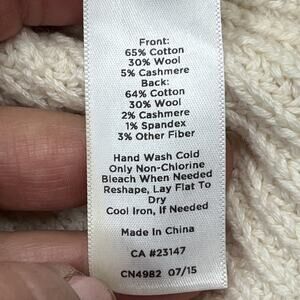 Front:
65% Cotton
30% Wool
5% Cashmere
Back:
64% Cotton
30% Wool
2% Cashmere
1% Spandex
3% Other Fiber
Hand Wash Cold
Only Non-Chlorine
Bleach When Needed
Reshape, Lay Flat To
Dry
Cool Iron, If Needed
Made In China
CA #23147
CN4982 07/15